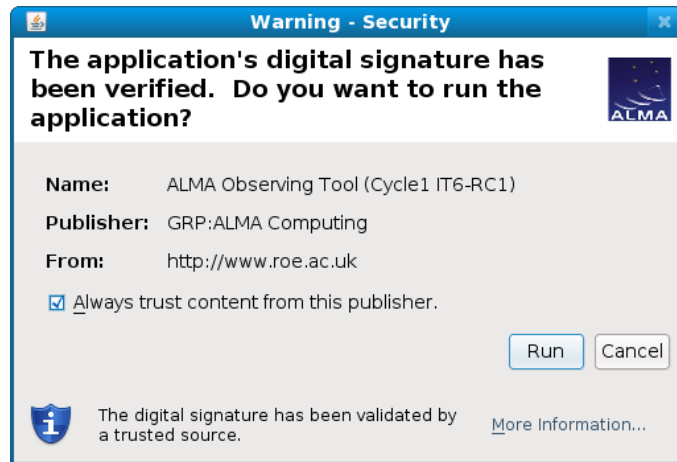 Warning - Security
The application's digital signature has
been verified.  Do you want to run the
application?
ALMA
Name: ALMA Observing Tool (Cycle1 IT6-RC1)
Publisher: GRP:ALMA Computing
From: http://www.roe.ac.uk
Always trust content from this publisher.
Run Cancel
The digital signature has been validated by
a trusted source.
More Information...